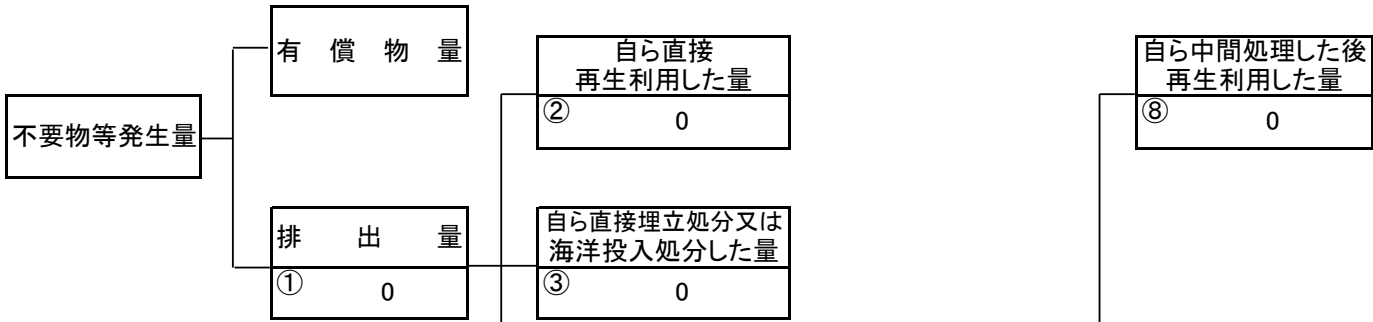 有償物量
自ら直接
再生利用した量
② 0
自ら中間処理した後
再生利用した量
⑧ 0
不要物等発生量
排出量
① 0
自ら直接埋立処分又は
海洋投入処分した量
③ 0